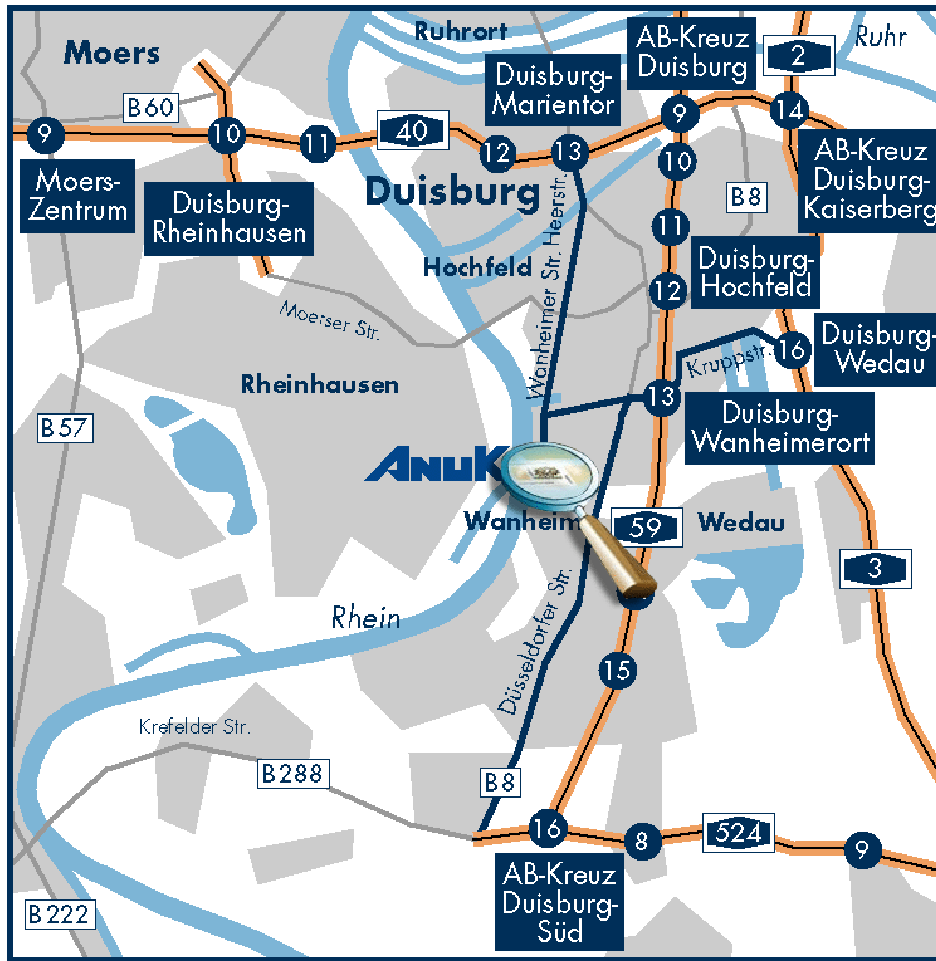 Ruhrort
AB-Kreuz
Duisburg
2
Ruhr
Moers
Duisburg-
Marientor
B60
9
10
11
40
12
13
9
14
10
AB-Kreuz
Duisburg-
Kaiserberg
Moers-
Zentrum
Duisburg-
Rheinhausen
Duisburg
B8
11
Hochfeld
Wanheimer Str. Heerstr.
Duisburg-
Hochfeld
12
Moerser Str.
Kruppstr.
16
Duisburg-
Wedau
Rheinhausen
13
Duisburg-
Wanheimerort
B57
ANUK
Wanheim
59
Wedau
3
Rhein
Düsseldorfer Str.
15
Krefelder Str.
B288
B8
16
8
524
9
AB-Kreuz
Duisburg-
Süd
B222